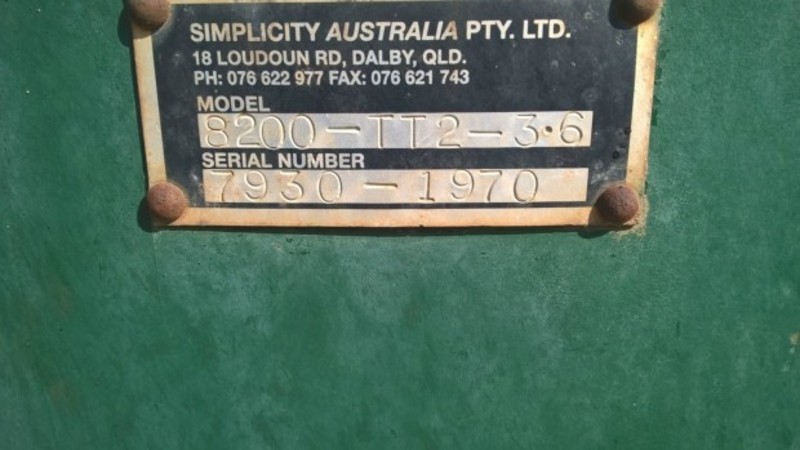 SIMPLICITY AUSTRALIA PTY. LTD.
18 LOUDOUN RD, DALBY, QLD.
PH: 076 622 977 FAX: 076 621 743
MODEL
8200-TT2-3.6
SERIAL NUMBER
7930-1970